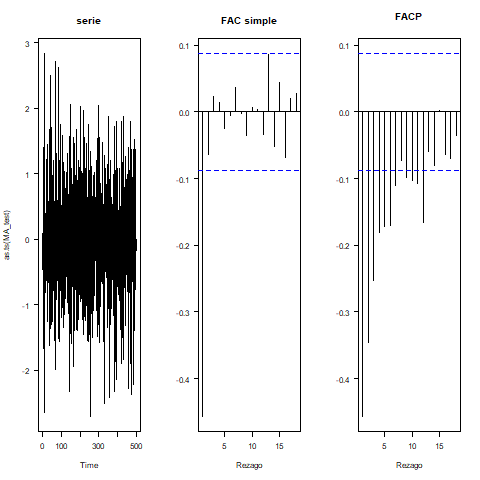 serie
FAC simple
FACP
as.ts(MA_test)
3
2
1
0
-1
-2
0 100 300 500
Time
0.1
0.0
-0.1
-0.2
-0.3
-0.4
5 10 15
Rezago
0.1
0.0
-0.1
-0.2
-0.3
-0.4
5 10 15
Rezago